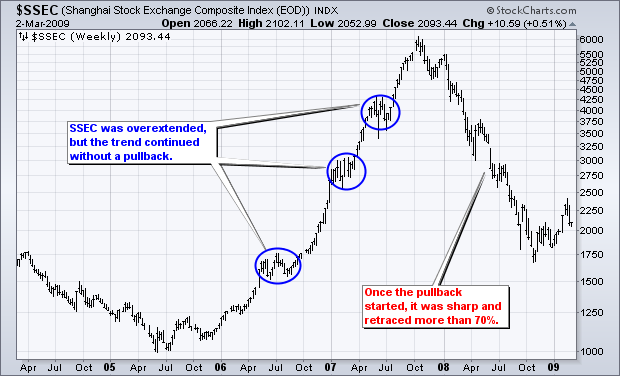 $SSEC (Shanghai Stock Exchange Composite Index (EOD)) INDX © StockCharts.com
2-Mar-2009 Open 2066.22 High 2102.11 Low 2052.99 Close 2093.44 Chg +10.59 (+0.51%)
$SSEC (Weekly) 2093.44
6000
5500
5000
4750
4500
4250
4000
3750
3500
3250
3000
2750
2500
2250
2000
1750
1500
1250
1000
SSEC was overextended,
but the trend continued
without a pullback.
Once the pullback
started, it was sharp and
retraced more than 70%.
Apr Jul Oct 05 Apr Jul Oct 06 Apr Jul Oct 07 Apr Jul Oct 08 Apr Jul Oct 09